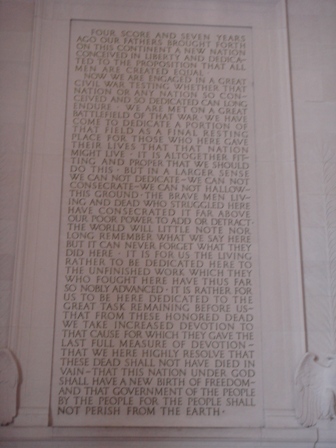 FOUR SCORE AND SEVEN YEARS
AGO OUR FATHERS BROUGHT FORTH
ON THIS CONTINENT A NEW NATION
CONCEIVED IN LIBERTY AND DEDICA-
TED TO THE PROPOSITION THAT ALL
MEN ARE CREATED EQUAL ·
NOW WE ARE ENGAGED IN A GREAT
CIVIL WAR TESTING WHETHER THAT
NATION OR ANY NATION SO CON-
CEIVED AND SO DEDICATED CAN LONG
ENDURE · WE ARE MET ON A GREAT
BATTLEFIELD OF THAT WAR · WE HAVE
COME TO DEDICATE A PORTION OF
THAT FIELD AS A FINAL RESTING
PLACE FOR THOSE WHO HERE GAVE
THEIR LIVES THAT THAT NATION
MIGHT LIVE · IT IS ALTOGETHER FIT-
TING AND PROPER THAT WE SHOULD
DO THIS · BUT IN A LARGER SENSE
WE CAN NOT DEDICATE–WE CAN NOT
CONSECRATE–WE CAN NOT HALLOW–
THIS GROUND · THE BRAVE MEN LIV-
ING AND DEAD WHO STRUGGLED HERE
HAVE CONSECRATED IT FAR ABOVE
OUR POOR POWER TO ADD OR DETRACT ·
THE WORLD WILL LITTLE NOTE NOR
LONG REMEMBER WHAT WE SAY HERE
BUT IT CAN NEVER FORGET WHAT THEY
DID HERE · IT IS FOR US THE LIVING
RATHER TO BE DEDICATED HERE TO
THE UNFINISHED WORK WHICH THEY
WHO FOUGHT HERE HAVE THUS FAR
SO NOBLY ADVANCED · IT IS RATHER FOR
US TO BE HERE DEDICATED TO THE
GREAT TASK REMAINING BEFORE US–
THAT FROM THESE HONORED DEAD
WE TAKE INCREASED DEVOTION TO
THAT CAUSE FOR WHICH THEY GAVE THE
LAST FULL MEASURE OF DEVOTION–
THAT WE HERE HIGHLY RESOLVE THAT
THESE DEAD SHALL NOT HAVE DIED IN
VAIN–THAT THIS NATION UNDER GOD
SHALL HAVE A NEW BIRTH OF FREEDOM–
AND THAT GOVERNMENT OF THE PEOPLE
BY THE PEOPLE FOR THE PEOPLE SHALL
NOT PERISH FROM THE EARTH ·